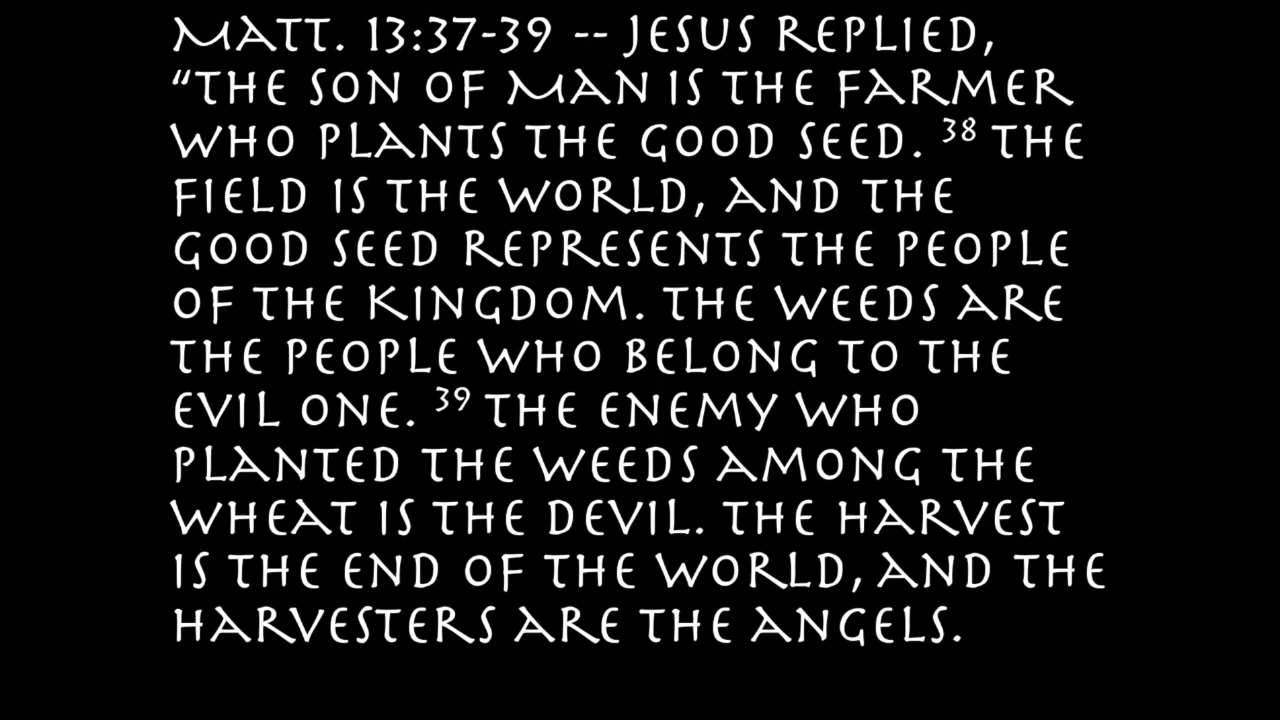 Matt. 13:37-39 -- Jesus replied,
“The Son of Man is the farmer
who plants the good seed. ³⁸ The
field is the world, and the
good seed represents the people
of the Kingdom. The weeds are
the people who belong to the
evil one. ³⁹ The enemy who
planted the weeds among the
wheat is the devil. The harvest
is the end of the world, and the
harvesters are the angels.